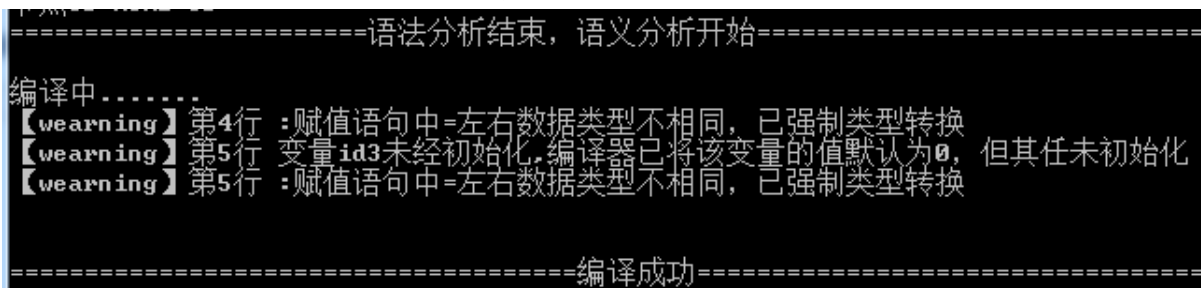 =======================语法分析结束，语义分析开始=============================
编译中.......
【wearning】第4行 :赋值语句中=左右数据类型不相同，已强制类型转换
【wearning】第5行 变量id3未经初始化,编译器已将该变量的值默认为0，但其任未初始化
【wearning】第5行 :赋值语句中=左右数据类型不相同，已强制类型转换
=====================================编译成功=================================